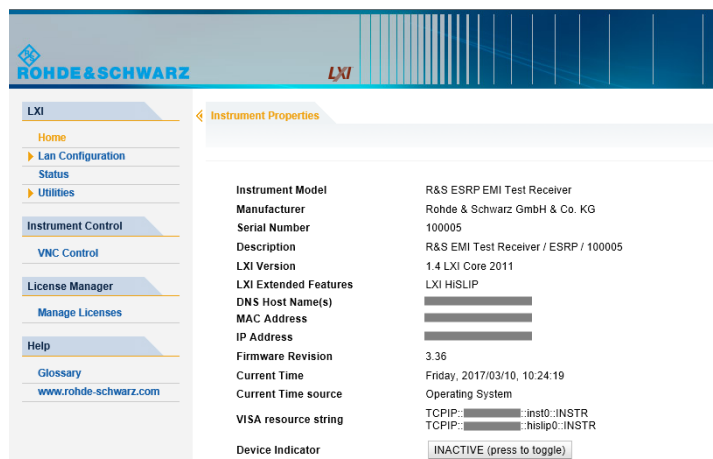 ROHDE&SCHWARZ
LXI
LXI
Home
Lan Configuration
Status
Utilities
Instrument Control
VNC Control
License Manager
Manage Licenses
Help
Glossary
www.rohde-schwarz.com
Instrument Properties
Instrument Model R&S ESRP EMI Test Receiver
Manufacturer Rohde & Schwarz GmbH & Co. KG
Serial Number 100005
Description R&S EMI Test Receiver / ESRP / 100005
LXI Version 1.4 LXI Core 2011
LXI Extended Features LXI HiSLIP
DNS Host Name(s)
MAC Address
IP Address
Firmware Revision 3.36
Current Time Friday, 2017/03/10, 10:24:19
Current Time source Operating System
VISA resource string TCPIP:: ::inst0::INSTR
TCPIP:: ::hislip0::INSTR
Device Indicator INACTIVE (press to toggle)